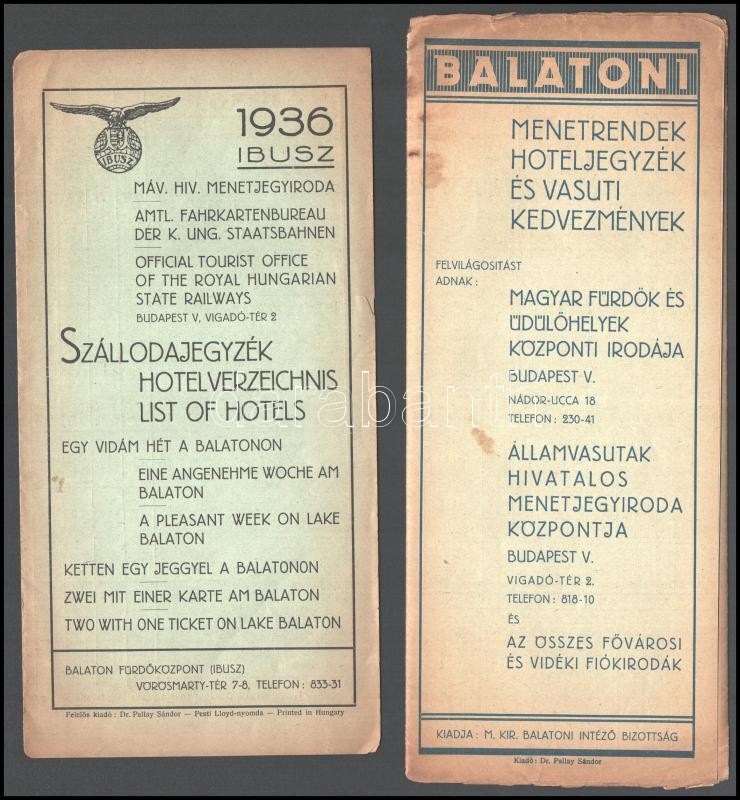 IBUSZ
1936
IBUSZ
MÁV. HIV. MENETJEGYIRODA
AMTL. FAHRKARTENBUREAU
DER K. UNG. STAATSBAHNEN
OFFICIAL TOURIST OFFICE
OF THE ROYAL HUNGARIAN
STATE RAILWAYS
BUDAPEST V, VIGADÓ-TÉR 2
SZÁLLODAJEGYZÉK
HOTELVERZEICHNIS
LIST OF HOTELS
EGY VIDÁM HÉT A BALATONON
EINE ANGENEHME WOCHE AM
BALATON
A PLEASANT WEEK ON LAKE
BALATON
KETTEN EGY JEGGYEL A BALATONON
ZWEI MIT EINER KARTE AM BALATON
TWO WITH ONE TICKET ON LAKE BALATON
BALATON FÜRDŐKÖZPONT (IBUSZ)
VÖRÖSMARTY-TÉR 7-8, TELEFON: 833-31
Felelős kiadó: Dr. Pallay Sándor — Pesti Lloyd-nyomda — Printed in Hungary
BALATONI
MENETRENDEK
HOTELJEGYZÉK
ÉS VASUTI
KEDVEZMÉNYEK
FELVILÁGOSITÁST
ADNAK:
MAGYAR FÜRDŐK ÉS
ÜDÜLŐHELYEK
KÖZPONTI IRODÁJA
BUDAPEST V.
NÁDOR-UCCA 18
TELEFON: 230-41
ÁLLAMVASUTAK
HIVATALOS
MENETJEGYIRODA
KÖZPONTJA
BUDAPEST V.
VIGADÓ-TÉR 2.
TELEFON: 818-10
ÉS
AZ ÖSSZES FŐVÁROSI
ÉS VIDÉKI FIÓKIRODÁK
KIADJA: M. KIR. BALATONI INTÉZŐ BIZOTTSÁG
Kiadó: Dr. Pallay Sándor
darabanth